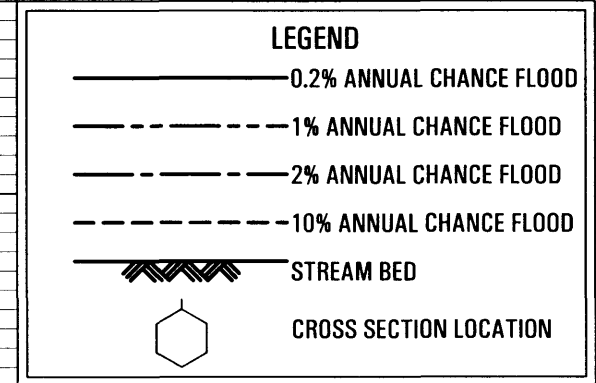 LEGEND
0.2% ANNUAL CHANCE FLOOD
1% ANNUAL CHANCE FLOOD
2% ANNUAL CHANCE FLOOD
10% ANNUAL CHANCE FLOOD
STREAM BED
CROSS SECTION LOCATION